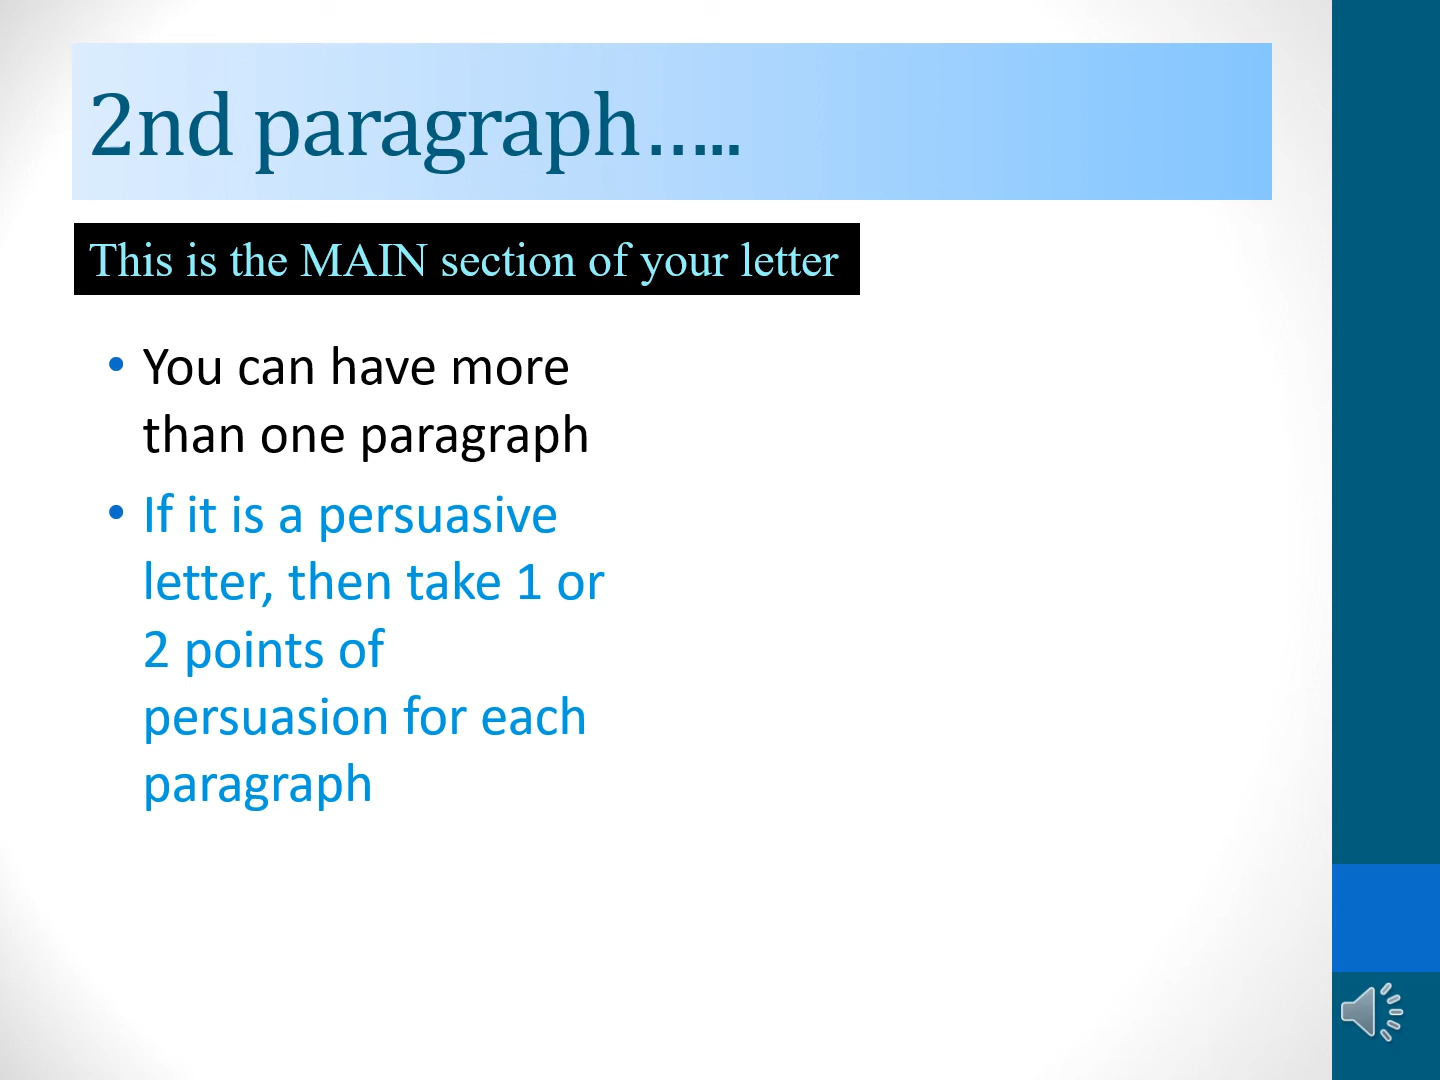 2nd paragraph…..
This is the MAIN section of your letter
• You can have more
than one paragraph
• If it is a persuasive
letter, then take 1 or
2 points of
persuasion for each
paragraph